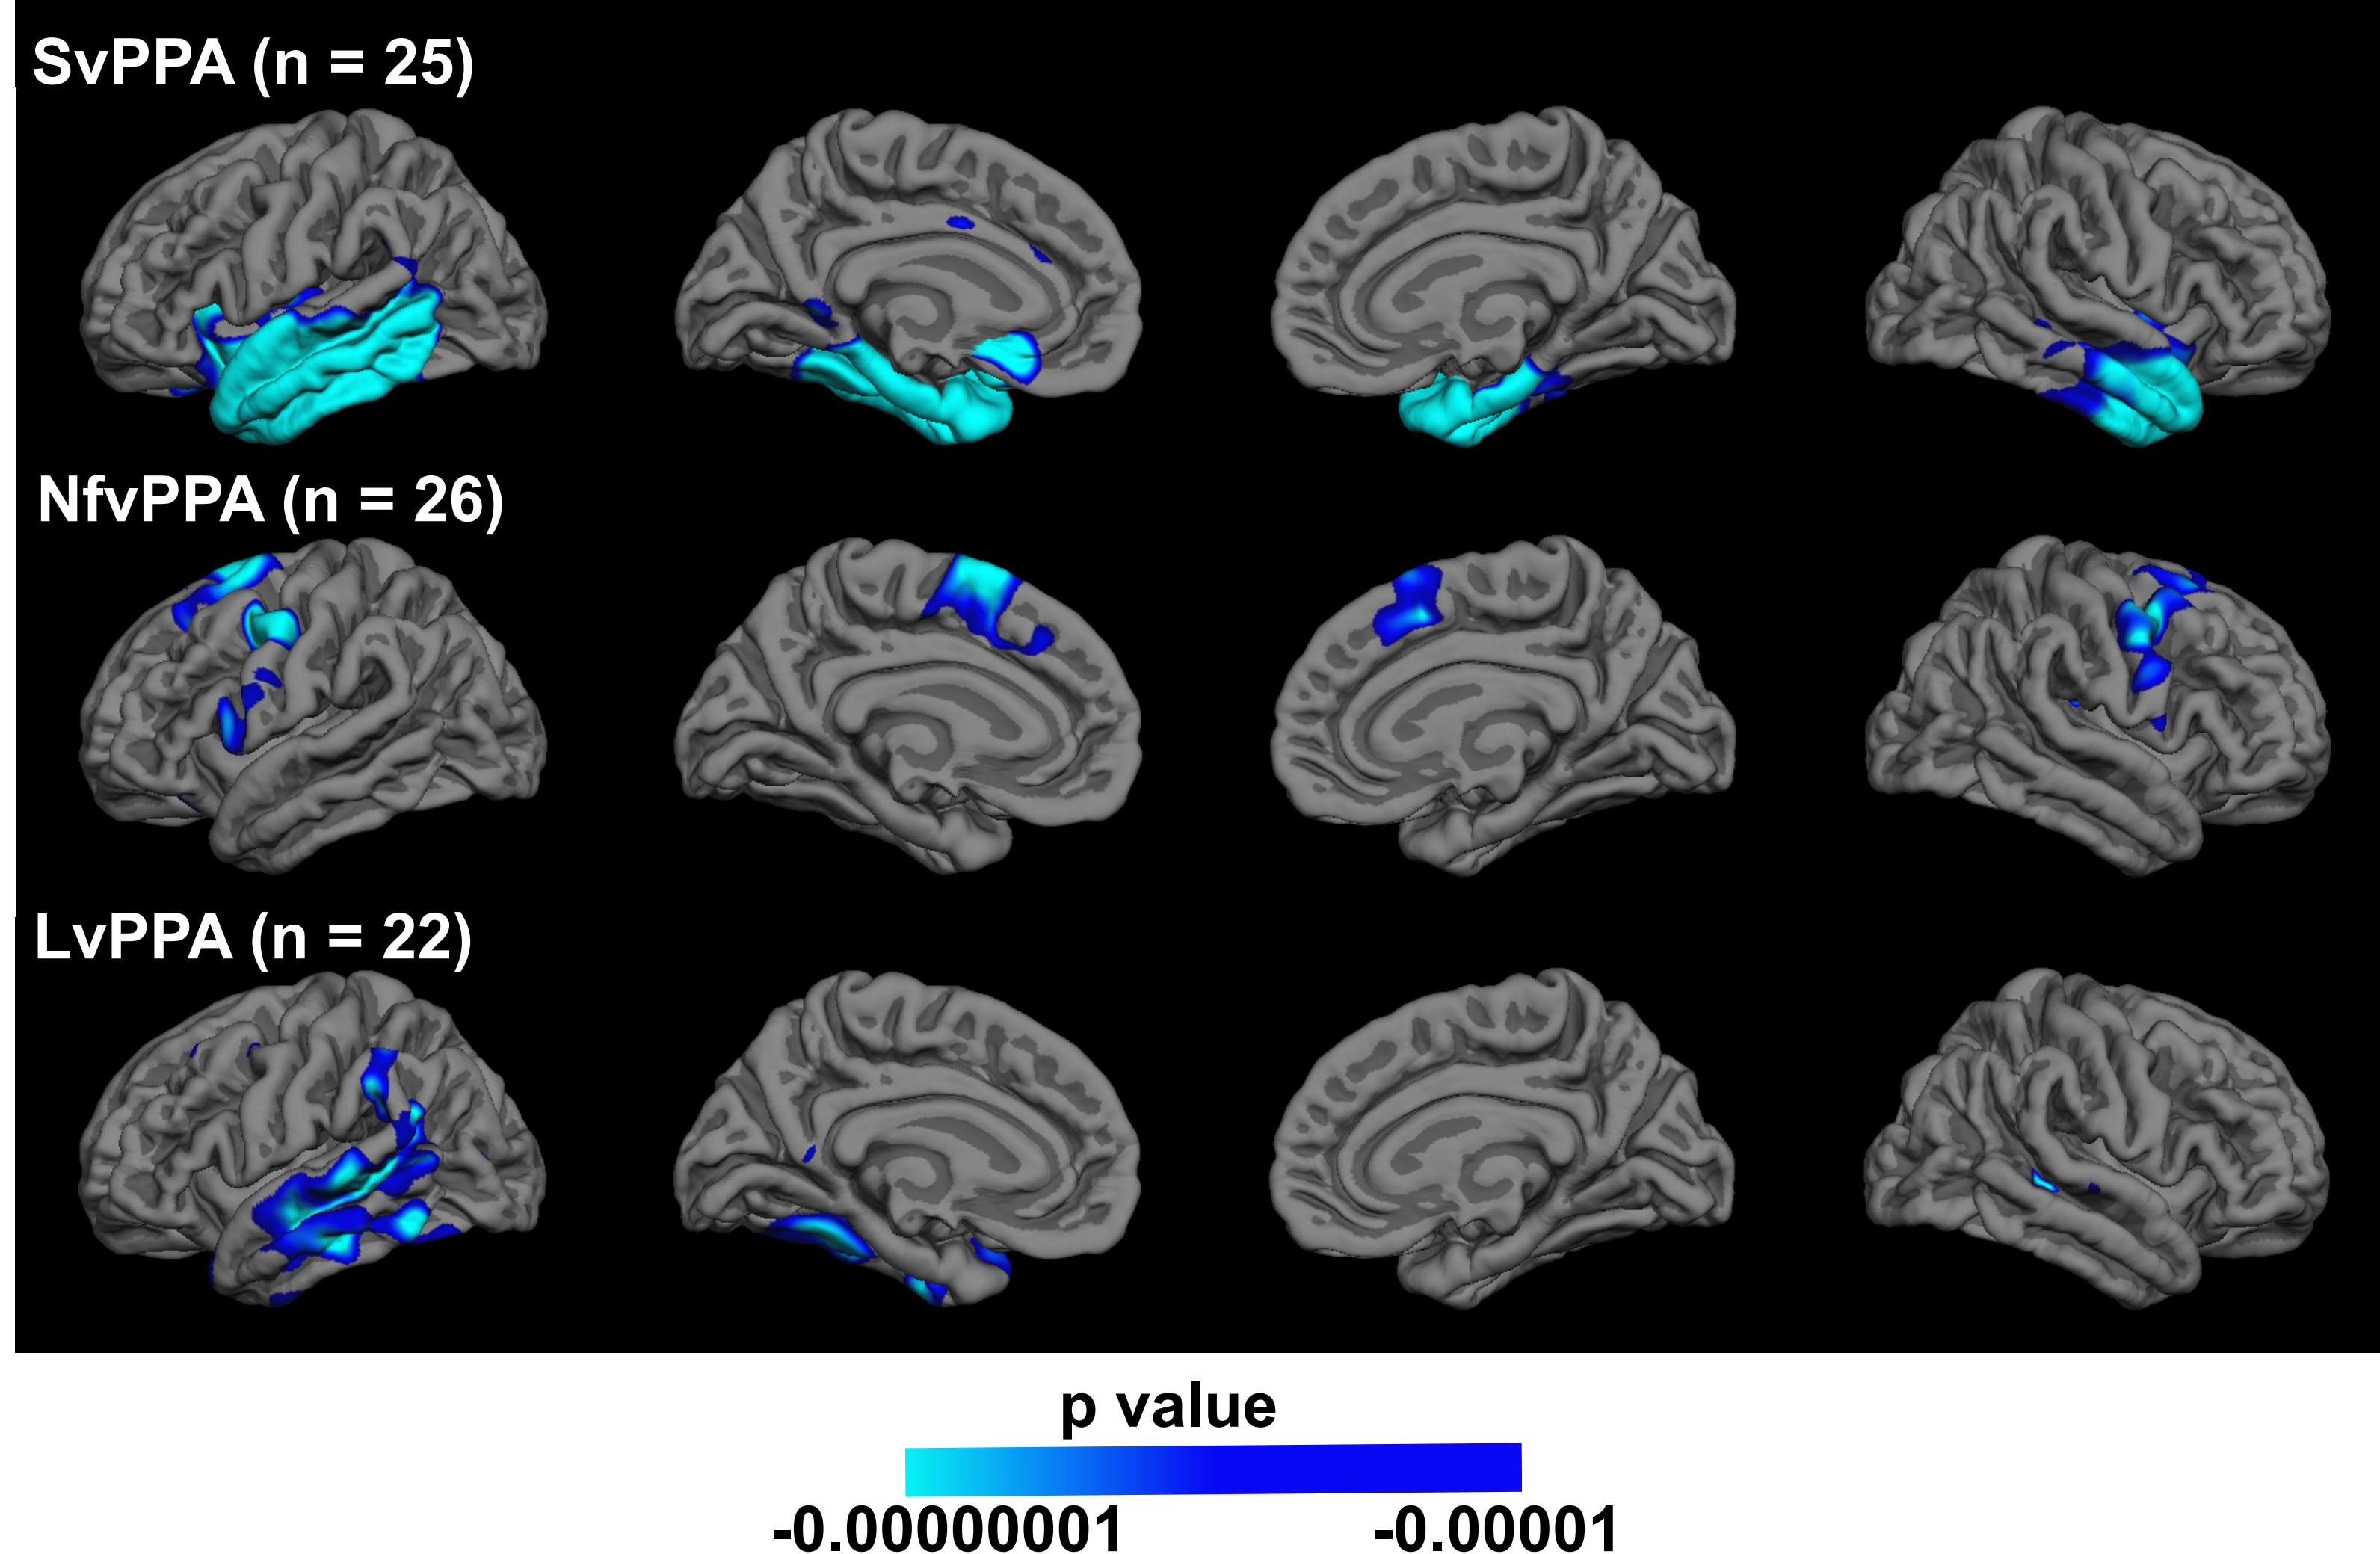 SvPPA (n = 25)
NfvPPA (n = 26)
LvPPA (n = 22)
p value
-0.00000001 -0.00001